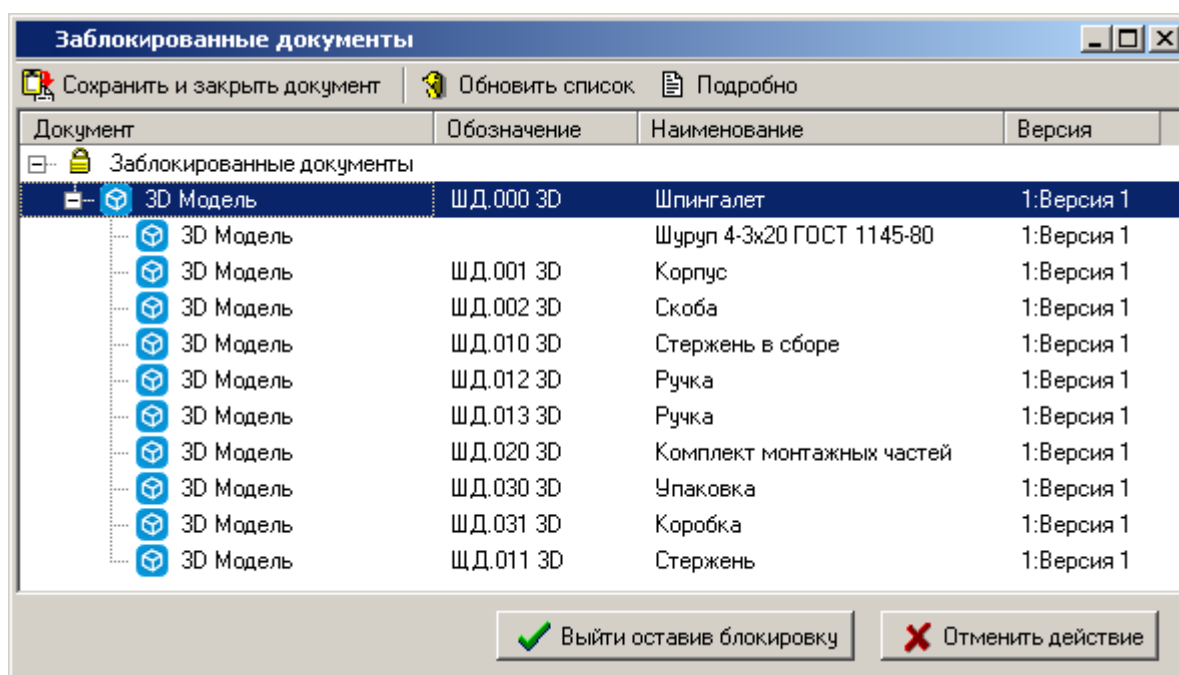 Заблокированные документы
Сохранить и закрыть документ Обновить список Подробно
Документ Обозначение Наименование Версия
Заблокированные документы
3D Модель ШД.000 3D Шпингалет 1:Версия 1
3D Модель Шуруп 4-3x20 ГОСТ 1145-80 1:Версия 1
3D Модель ШД.001 3D Корпус 1:Версия 1
3D Модель ШД.002 3D Скоба 1:Версия 1
3D Модель ШД.010 3D Стержень в сборе 1:Версия 1
3D Модель ШД.012 3D Ручка 1:Версия 1
3D Модель ШД.013 3D Ручка 1:Версия 1
3D Модель ШД.020 3D Комплект монтажных частей 1:Версия 1
3D Модель ШД.030 3D Упаковка 1:Версия 1
3D Модель ШД.031 3D Коробка 1:Версия 1
3D Модель ЩД.011 3D Стержень 1:Версия 1
Выйти оставив блокировку Отменить действие